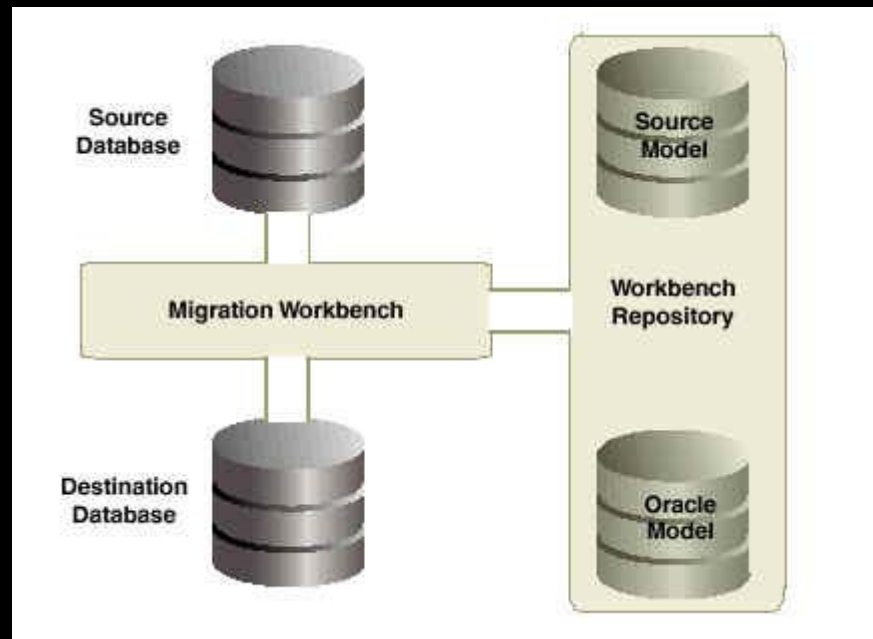 Source
Database
Source
Model
Migration Workbench
Workbench
Repository
Destination
Database
Oracle
Model